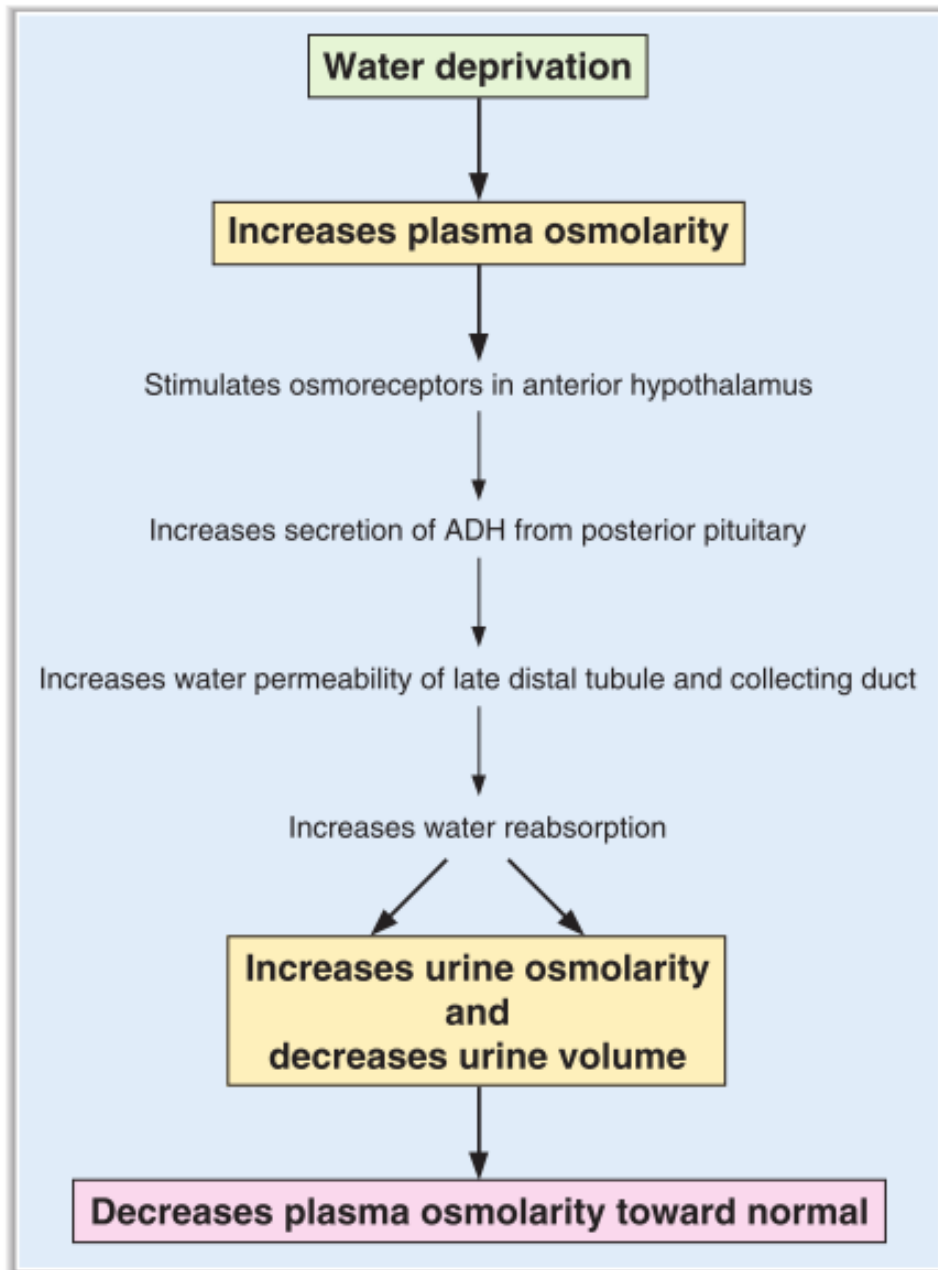 Water deprivation
Increases plasma osmolarity
Stimulates osmoreceptors in anterior hypothalamus
Increases secretion of ADH from posterior pituitary
Increases water permeability of late distal tubule and collecting duct
Increases water reabsorption
Increases urine osmolarity
and
decreases urine volume
Decreases plasma osmolarity toward normal